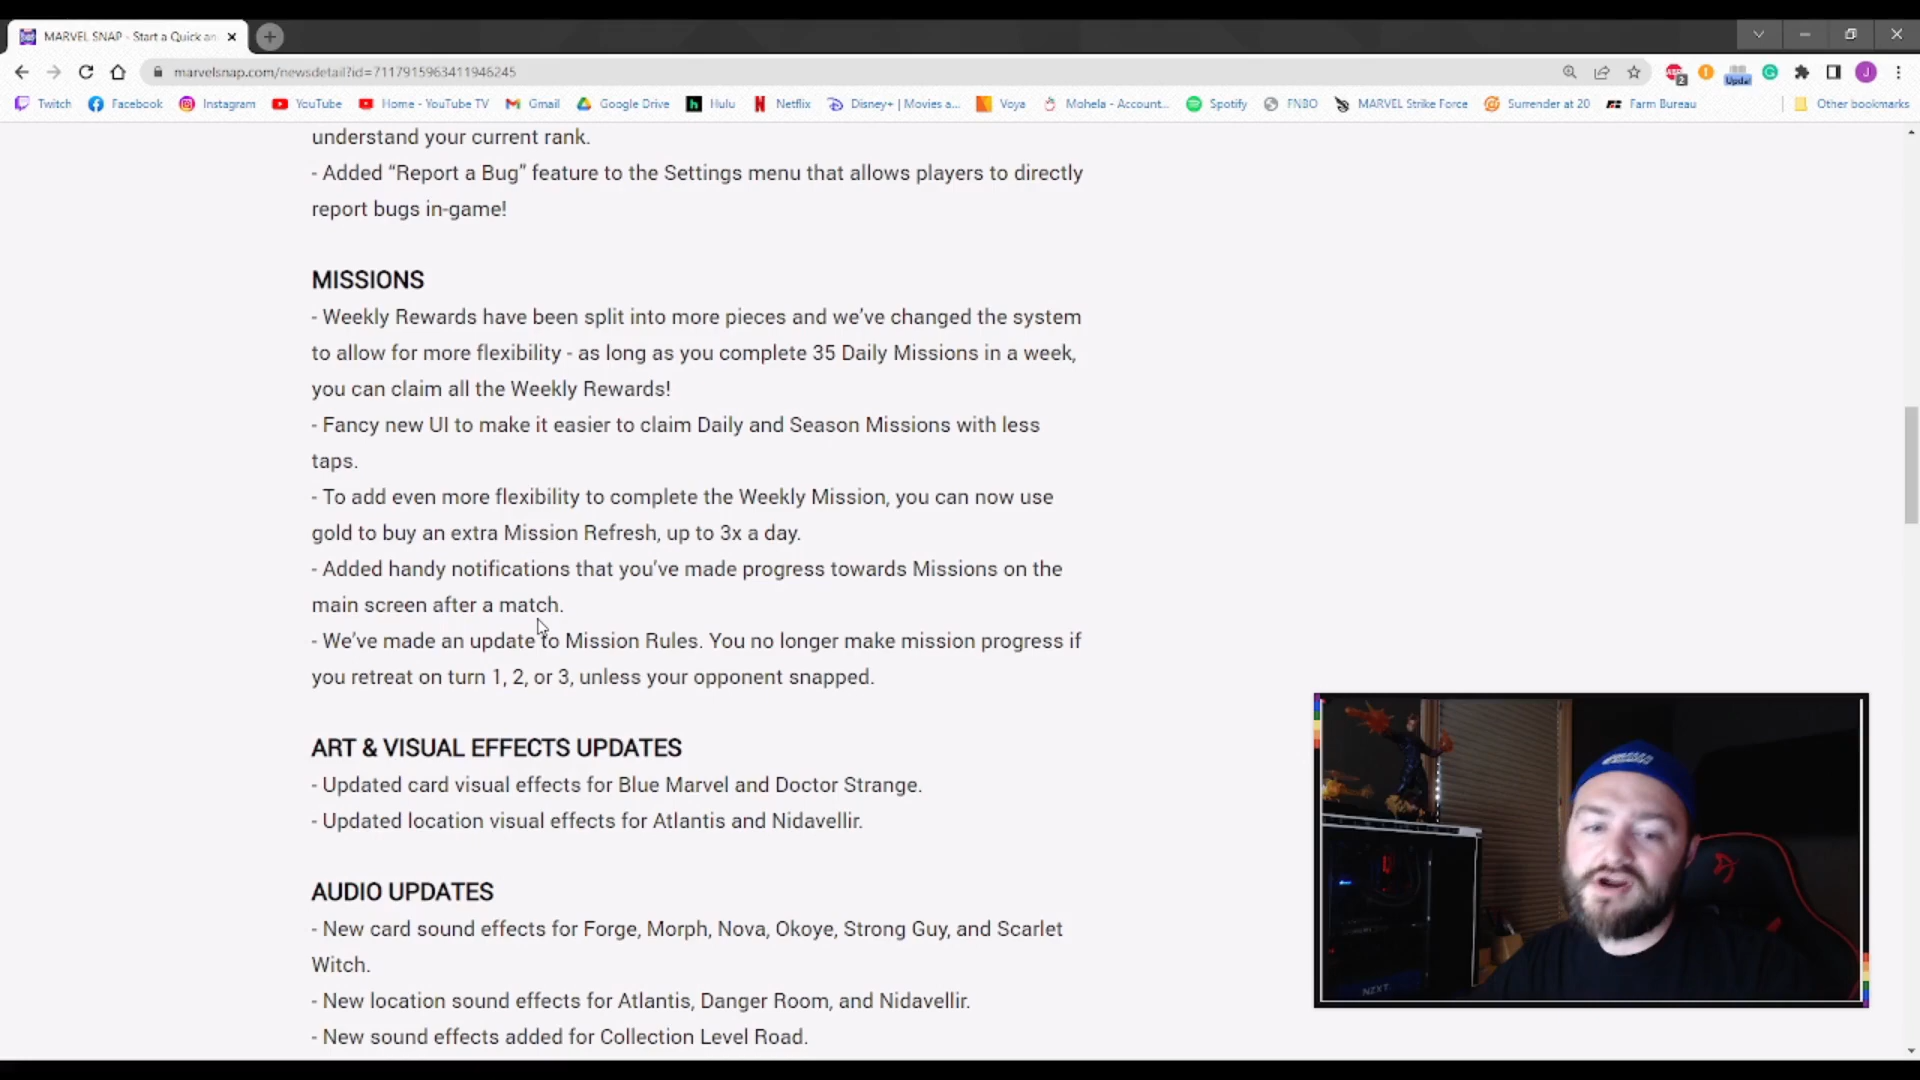 MARVEL SNAP - Start a Quick an
marvelsnap.com/newsdetail?id=7117915963411946245
2
Upda
J
Twitch Facebook Instagram YouTube Home - YouTube TV Gmail Google Drive Hulu Netflix Disney+ | Movies a... Voya Mohela - Account... Spotify FNBO MARVEL Strike Force Surrender at 20 Farm Bureau Other bookmarks
understand your current rank.
- Added “Report a Bug” feature to the Settings menu that allows players to directly
report bugs in-game!
MISSIONS
- Weekly Rewards have been split into more pieces and we’ve changed the system
to allow for more flexibility - as long as you complete 35 Daily Missions in a week,
you can claim all the Weekly Rewards!
- Fancy new UI to make it easier to claim Daily and Season Missions with less
taps.
- To add even more flexibility to complete the Weekly Mission, you can now use
gold to buy an extra Mission Refresh, up to 3x a day.
- Added handy notifications that you’ve made progress towards Missions on the
main screen after a match.
- We’ve made an update to Mission Rules. You no longer make mission progress if
you retreat on turn 1, 2, or 3, unless your opponent snapped.
ART & VISUAL EFFECTS UPDATES
- Updated card visual effects for Blue Marvel and Doctor Strange.
- Updated location visual effects for Atlantis and Nidavellir.
AUDIO UPDATES
- New card sound effects for Forge, Morph, Nova, Okoye, Strong Guy, and Scarlet
Witch.
- New location sound effects for Atlantis, Danger Room, and Nidavellir.
- New sound effects added for Collection Level Road.
NZXT